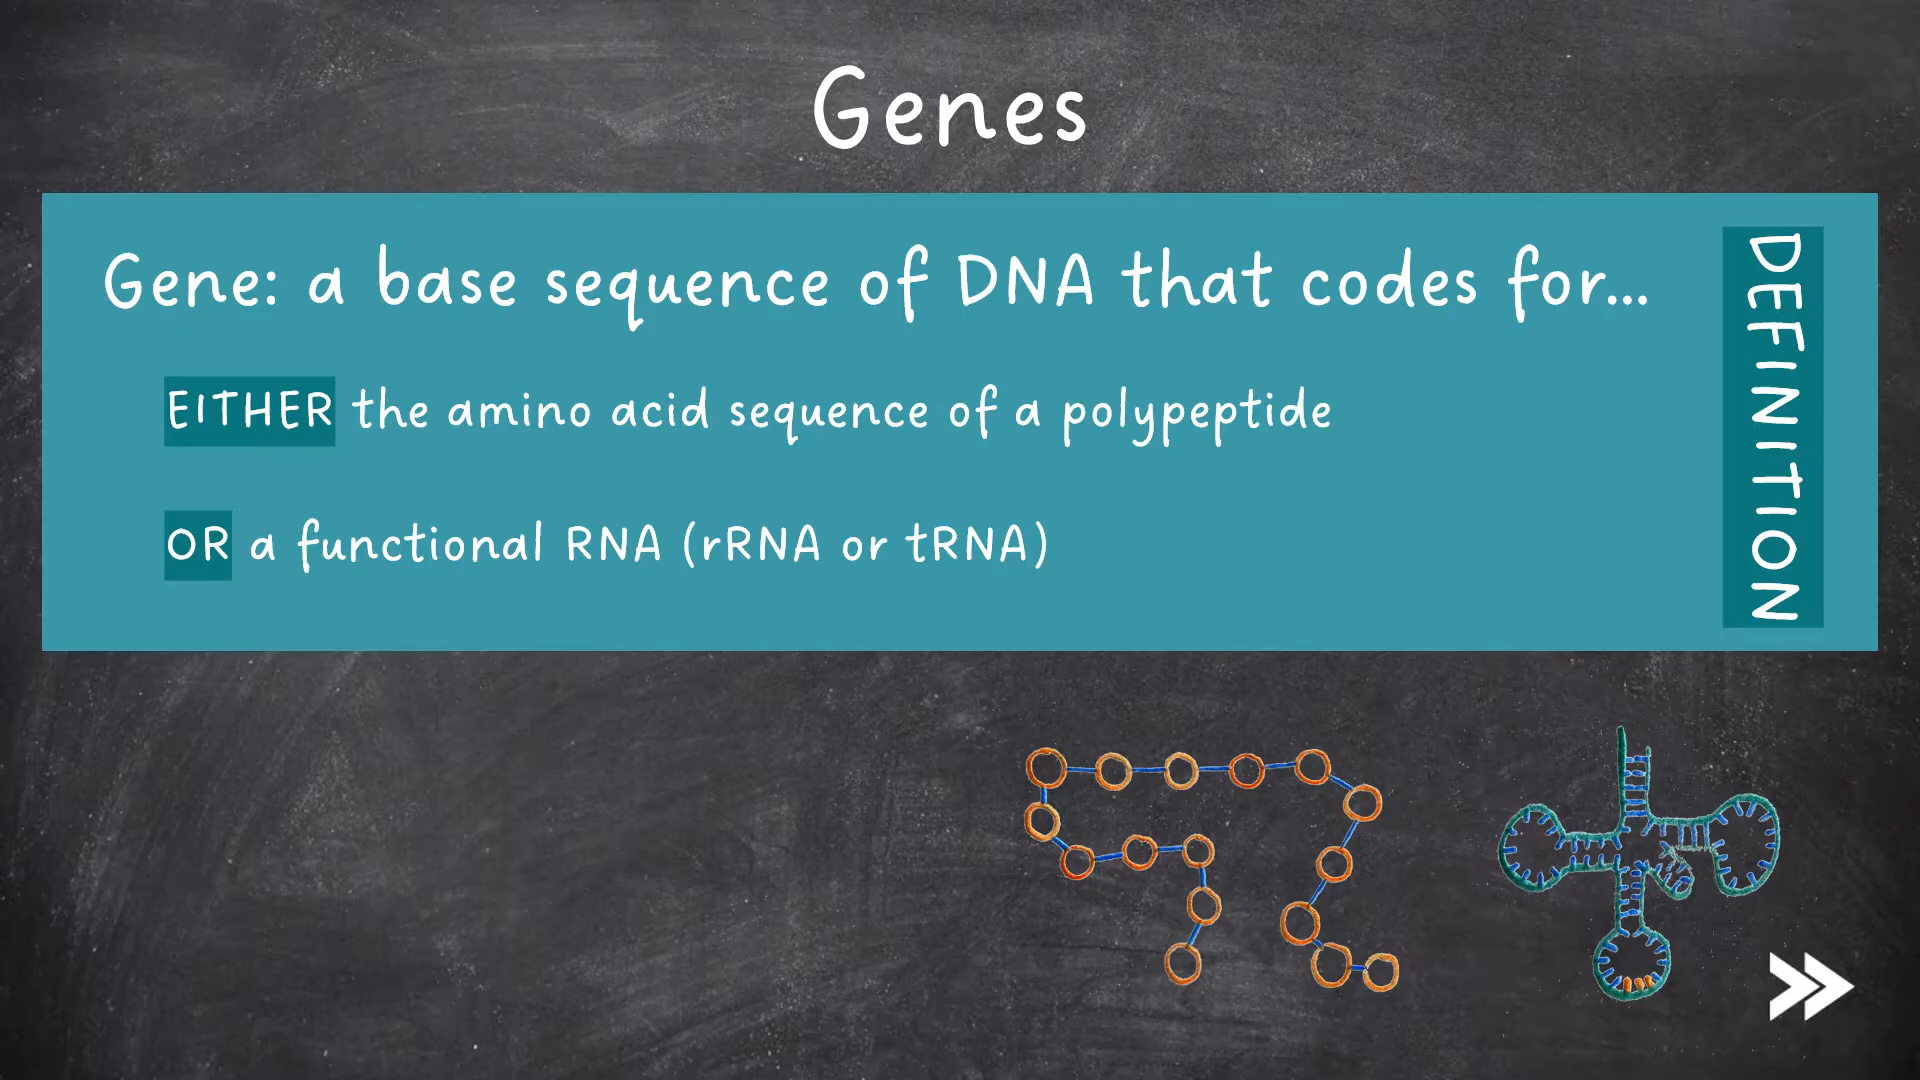 Genes
Gene: a base sequence of DNA that codes for...
EITHER the amino acid sequence of a polypeptide
OR a functional RNA (rRNA or tRNA)
DEFINITION